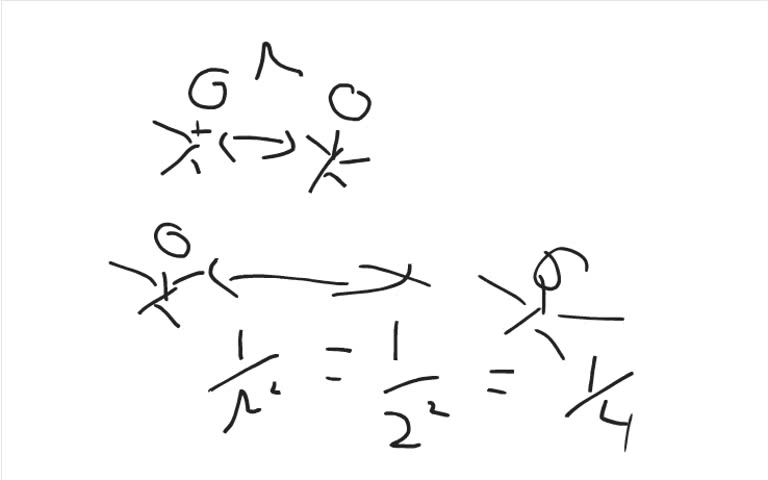 r
1/r² = 1/2² = 1/4